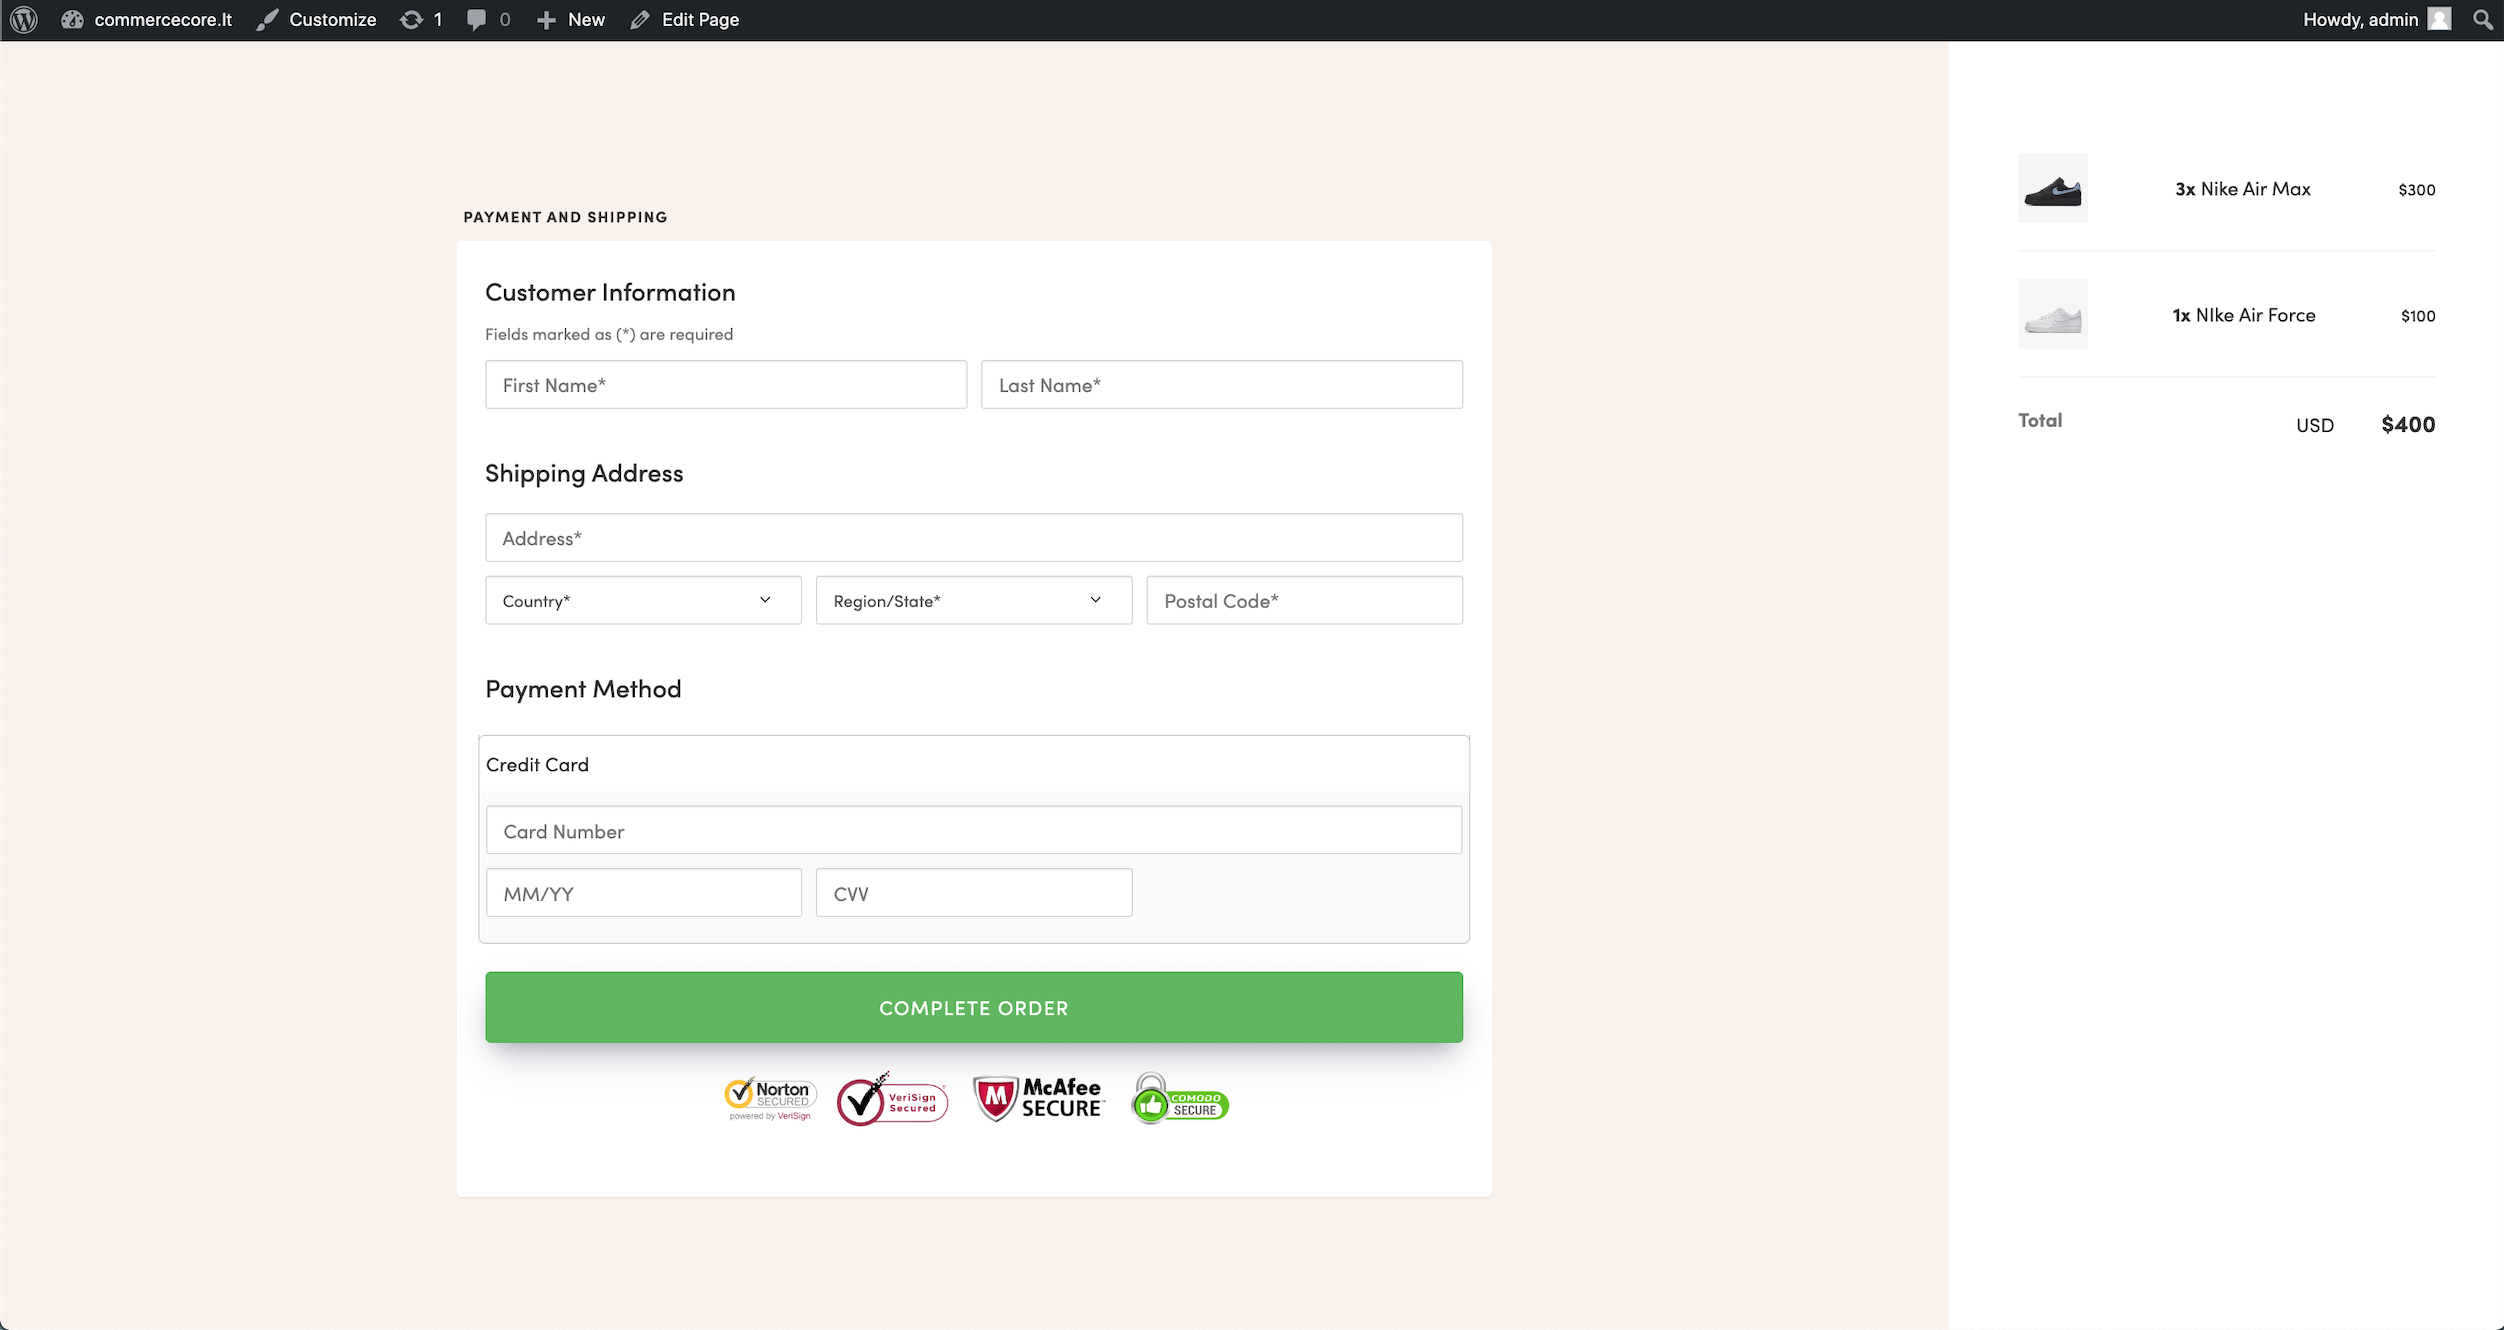 commercecore.lt Customize 1 0 New Edit Page Howdy, admin
PAYMENT AND SHIPPING
Customer Information
Fields marked as (*) are required
First Name* Last Name*
Shipping Address
Address*
Country* Region/State* Postal Code*
Payment Method
Credit Card
Card Number
MM/YY CVV
COMPLETE ORDER
Norton
SECURED
powered by VeriSign
VeriSign
Secured
McAfee
SECURE™
COMODO
SECURE
3x Nike Air Max $300
1x NIke Air Force $100
Total USD $400